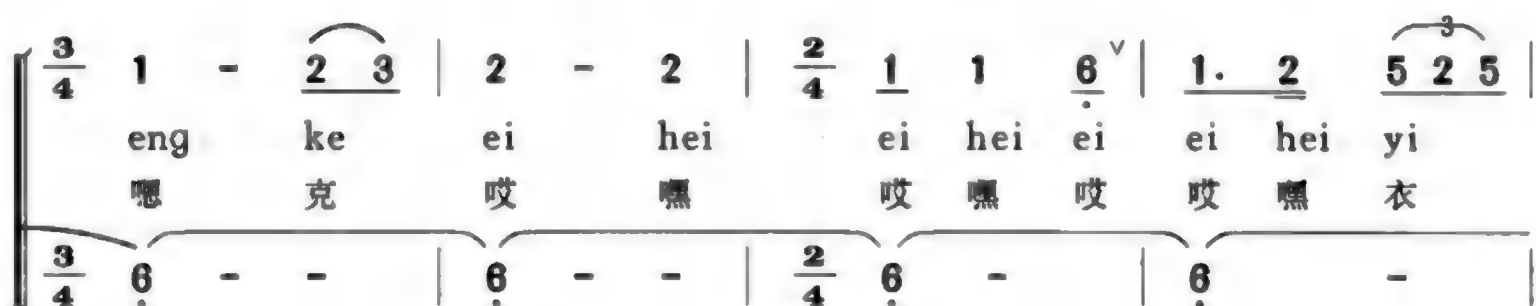 3/4 1 - 2 3 | 2 - 2 | 2/4 1 1 6 ∨ | 1. 2 3 5 2 5 |
eng ke ei hei ei hei ei ei hei yi
嗯 克 哎 嘿 哎 嘿 哎 哎 嘿 衣
3/4 6 - - | 6 - - | 2/4 6 - | 6 - |